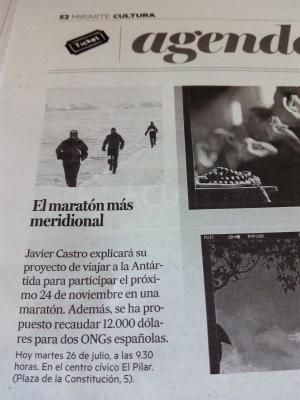 52 MIRARTE CULTURA
Ticket
agend
El maratón más
meridional
Javier Castro explicará su
proyecto de viajar a la Antár-
tida para participar el próxi-
mo 24 de noviembre en una
maratón. Además, se ha pro-
puesto recaudar 12.000 dóla-
res para dos ONGs españolas.
Hoy martes 26 de julio, a las 9.30
horas. En el centro cívico El Pilar.
(Plaza de la Constitución, 5).